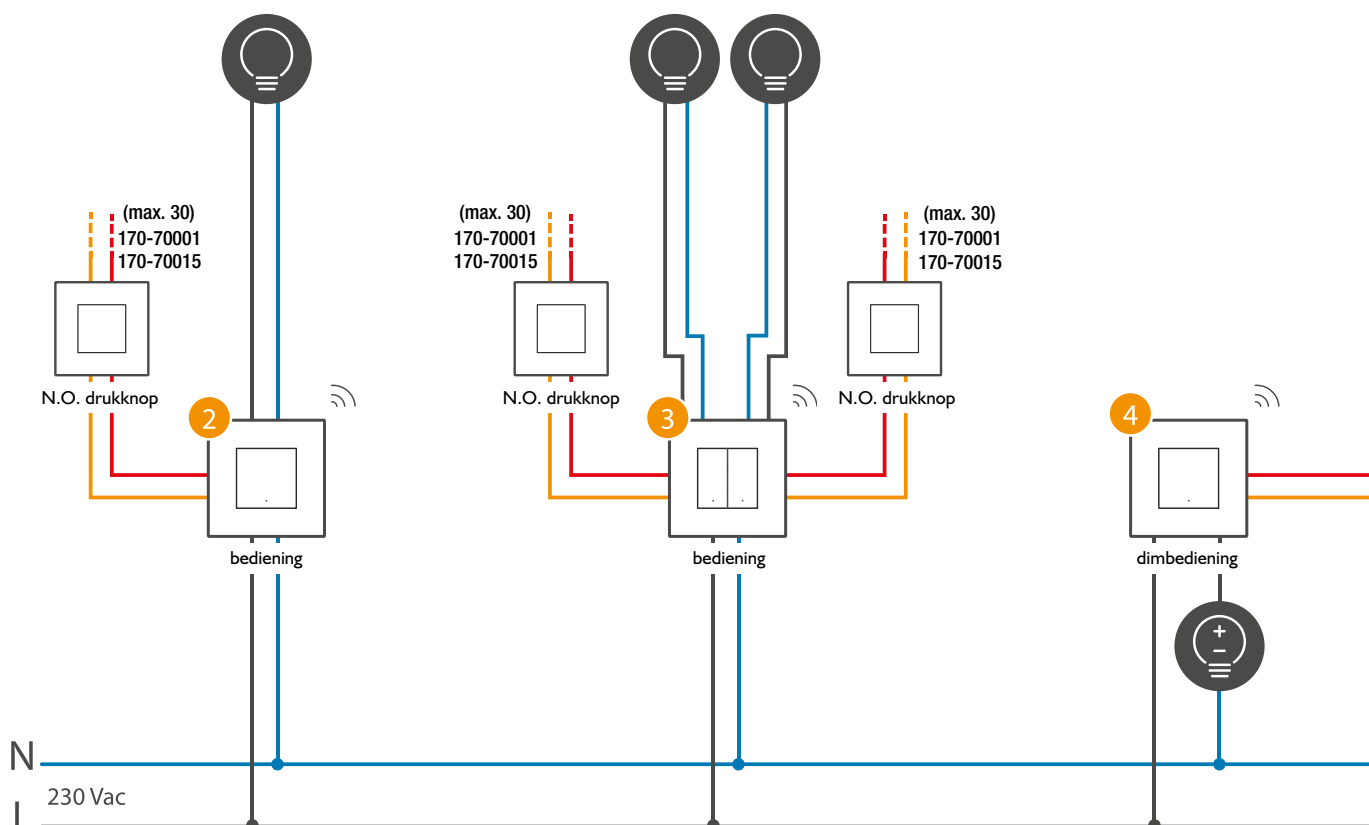 (max. 30)
170-70001
170-70015
(max. 30)
170-70001
170-70015
(max. 30)
170-70001
170-70015
N.O. drukknop
N.O. drukknop
N.O. drukknop
2
3
4
bediening
bediening
dimbediening
+
–
N
230 Vac